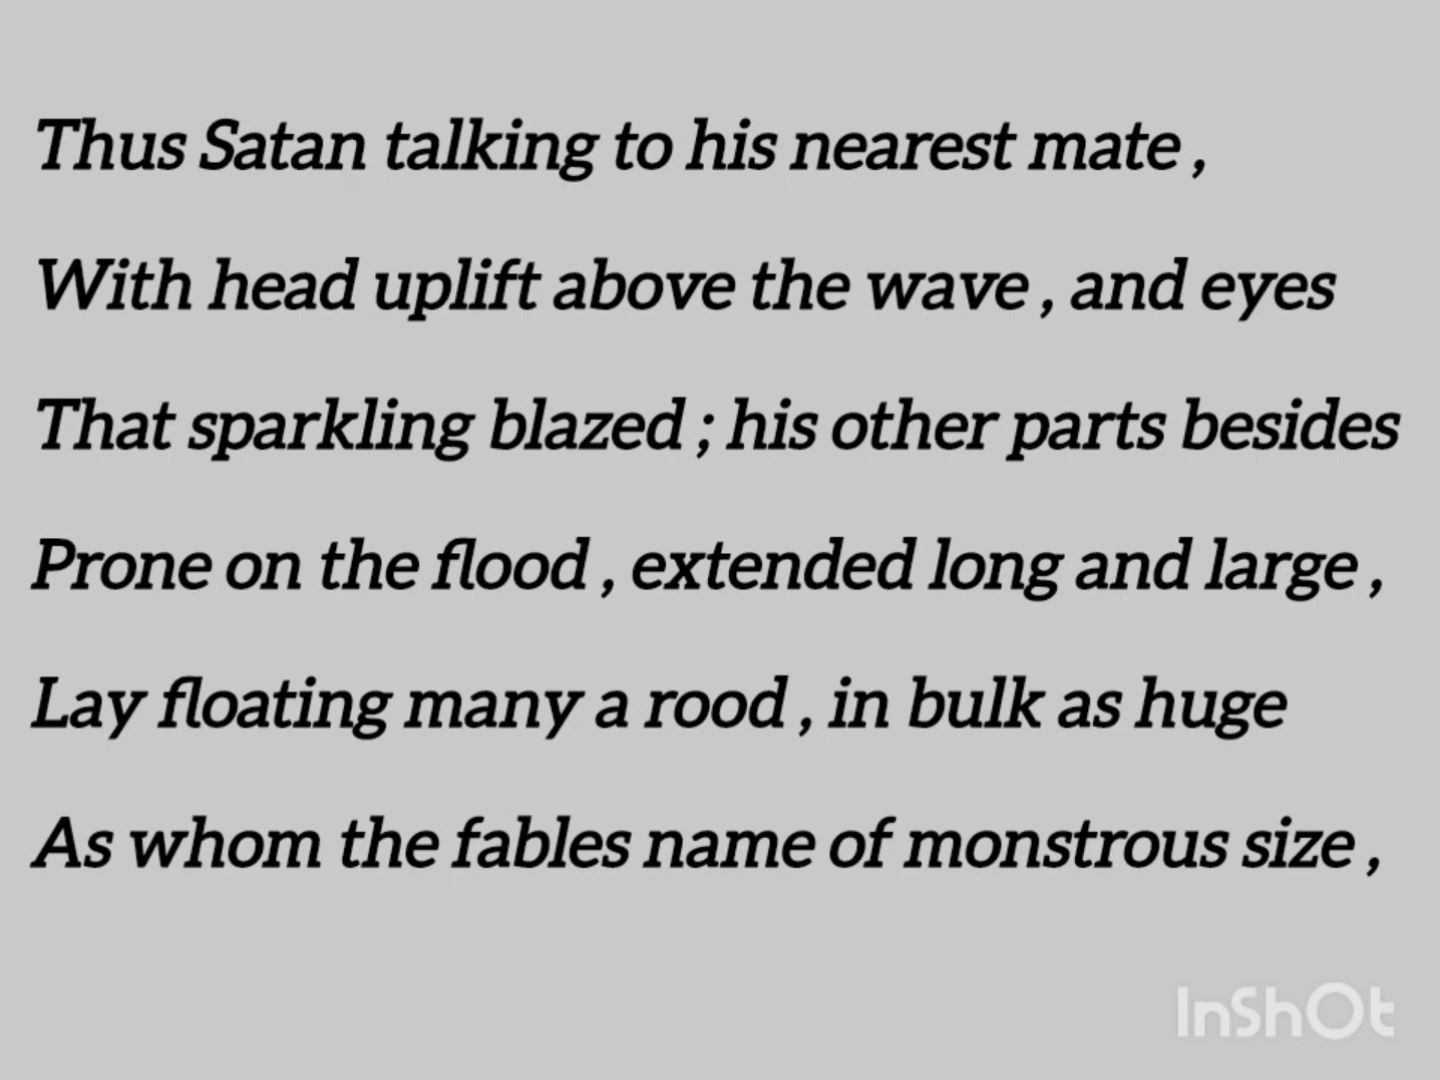 Thus Satan talking to his nearest mate ,
With head uplift above the wave , and eyes
That sparkling blazed ; his other parts besides
Prone on the flood , extended long and large ,
Lay floating many a rood , in bulk as huge
As whom the fables name of monstrous size ,
InShOt